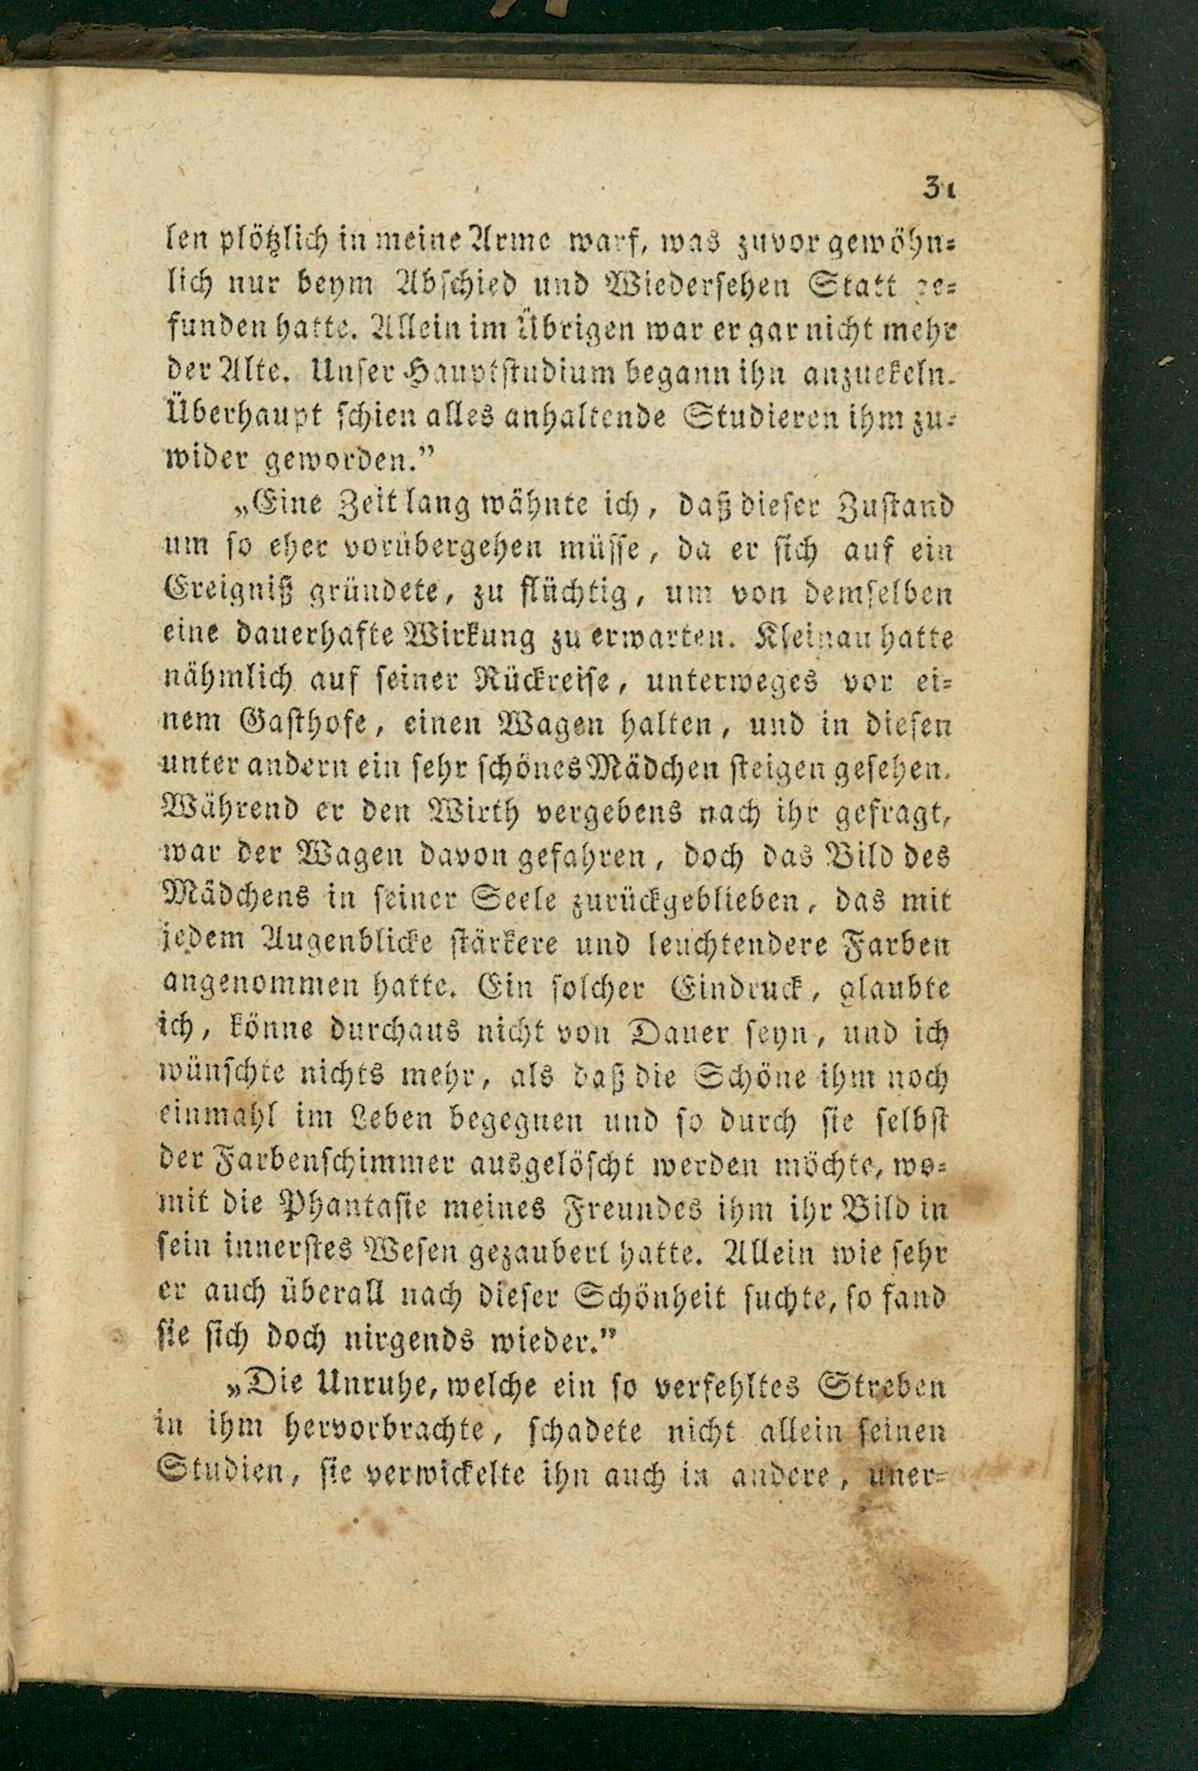 31
len plötzlich in meine Arme warf, was zuvor gewöhn-
lich nur beym Abschied und Wiedersehen Statt ge-
funden hatte. Allein im Übrigen war er gar nicht mehr
der Alte. Unser Hauptstudium begann ihn anzuekeln.
Überhaupt schien alles anhaltende Studieren ihm zu-
wider geworden.”
„Eine Zeit lang wähnte ich, daß dieser Zustand
um so eher vorübergehen müsse, da er sich auf ein
Ereigniß gründete, zu flüchtig, um von demselben
eine dauerhafte Wirkung zu erwarten. Kleinau hatte
nähmlich auf seiner Rückreise, unterweges vor ei-
nem Gasthofe, einen Wagen halten, und in diesen
unter andern ein sehr schönes Mädchen steigen gesehen.
Während er den Wirth vergebens nach ihr gefragt,
war der Wagen davon gefahren, doch das Bild des
Mädchens in seiner Seele zurückgeblieben, das mit
jedem Augenblicke stärkere und leuchtendere Farben
angenommen hatte. Ein solcher Eindruck, glaubte
ich, könne durchaus nicht von Dauer seyn, und ich
wünschte nichts mehr, als daß die Schöne ihm noch
einmahl im Leben begegnen und so durch sie selbst
der Farbenschimmer ausgelöscht werden möchte, wo-
mit die Phantasie meines Freundes ihm ihr Bild in
sein innerstes Wesen gezaubert hatte. Allein wie sehr
er auch überall nach dieser Schönheit suchte, so fand
sie sich doch nirgends wieder.”
„Die Unruhe, welche ein so verfehltes Streben
in ihm hervorbrachte, schadete nicht allein seinen
Studien, sie verwickelte ihn auch in andere, uner-